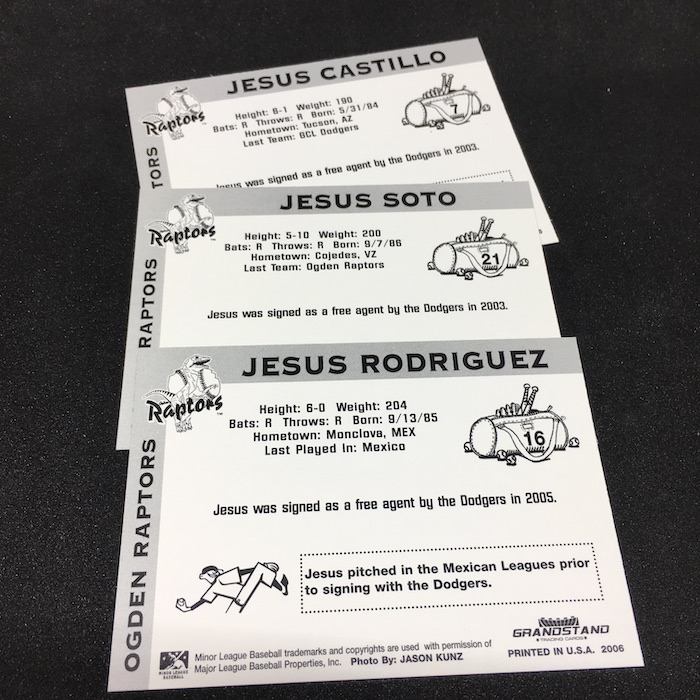 JESUS CASTILLO
Raptors
TORS
Height: 6-1 Weight: 190
Bats: R Throws: R Born: 5/31/84
Hometown: Tucson, AZ
Last Team: GCL Dodgers
7
Jesus was signed as a free agent by the Dodgers in 2003.
JESUS SOTO
Raptors
RAPTORS
Height: 5-10 Weight: 200
Bats: R Throws: R Born: 9/7/86
Hometown: Cojedes, VZ
Last Team: Ogden Raptors
21
Jesus was signed as a free agent by the Dodgers in 2003.
JESUS RODRIGUEZ
Raptors
OGDEN RAPTORS
Height: 6-0 Weight: 204
Bats: R Throws: R Born: 9/13/85
Hometown: Monclova, MEX
Last Played In: Mexico
16
Jesus was signed as a free agent by the Dodgers in 2005.
Jesus pitched in the Mexican Leagues prior
to signing with the Dodgers.
MINOR LEAGUE
BASEBALL
Minor League Baseball trademarks and copyrights are used with permission of
Major League Baseball Properties, Inc. Photo By: JASON KUNZ
GRANDSTAND
TRADING CARDS
PRINTED IN U.S.A. 2006